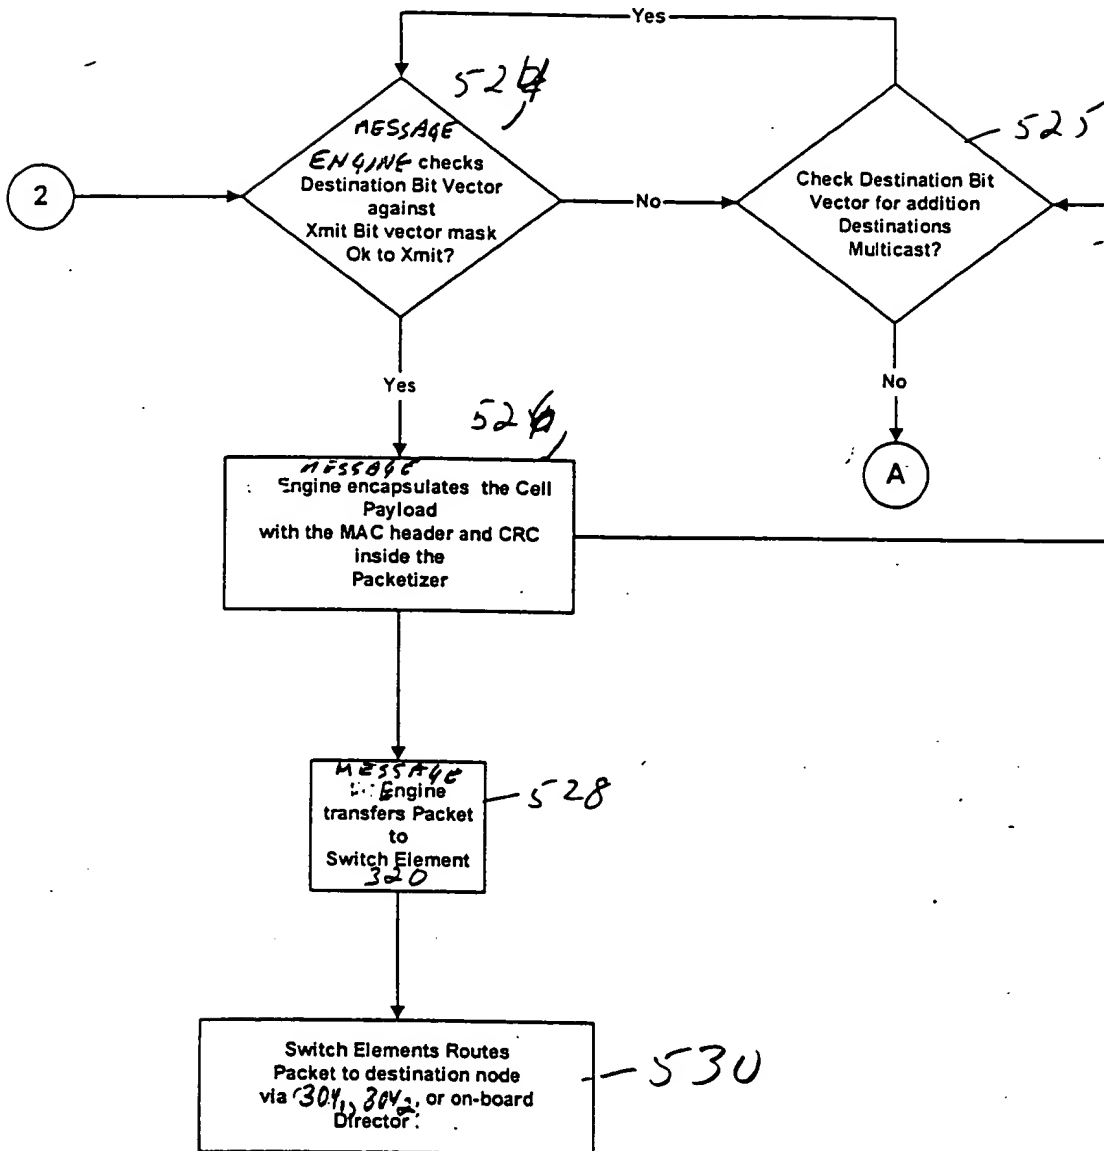 Yes
524
525
2
MESSAGE
ENGINE checks
Destination Bit Vector
against
Xmit Bit vector mask
Ok to Xmit?
No
Check Destination Bit
Vector for addition
Destinations
Multicast?
Yes
No
A
526
MESSAGE
Engine encapsulates the Cell
Payload
with the MAC header and CRC
inside the
Packetizer
MESSAGE
Engine
transfers Packet
to
Switch Element
320
528
Switch Elements Routes
Packet to destination node
via 304₁, 304₂, or on-board
Director.
530